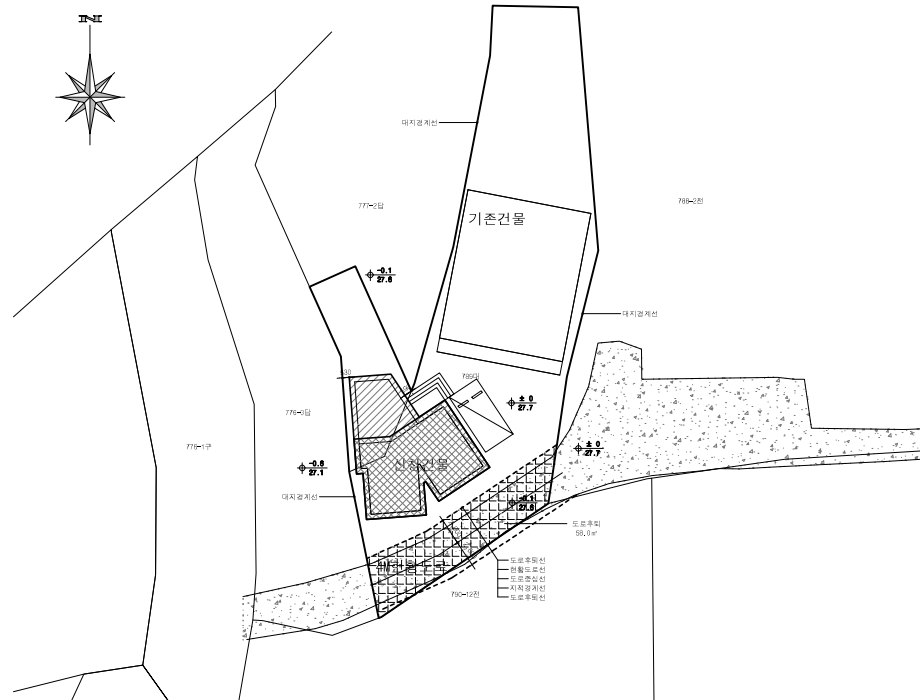 N
대지경계선
777-2답
788-2전
기존건물
-0.1
27.6
대지경계선
789대
± 0
27.7
776-3답
778-1구
± 0
27.7
신청건물
-0.6
27.1
대지경계선
-0.1
27.6
도로후퇴
58.0㎡
도로후퇴선
현황도로선
도로중심선
지적경계선
도로후퇴선
790-12전